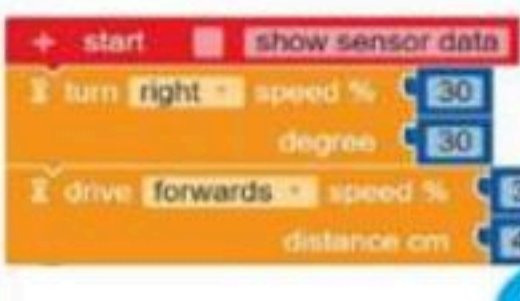 + start show sensor data
turn right speed % 30
degree 30
drive forwards speed %
distance cm